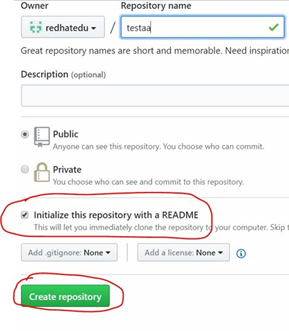 Owner Repository name
redhatedu / testaa
Great repository names are short and memorable. Need inspiration
Description (optional)
Public
Anyone can see this repository. You choose who can commit.
Private
You choose who can see and commit to this repository.
Initialize this repository with a README
This will let you immediately clone the repository to your computer. Skip t
Add .gitignore: None Add a license: None
Create repository